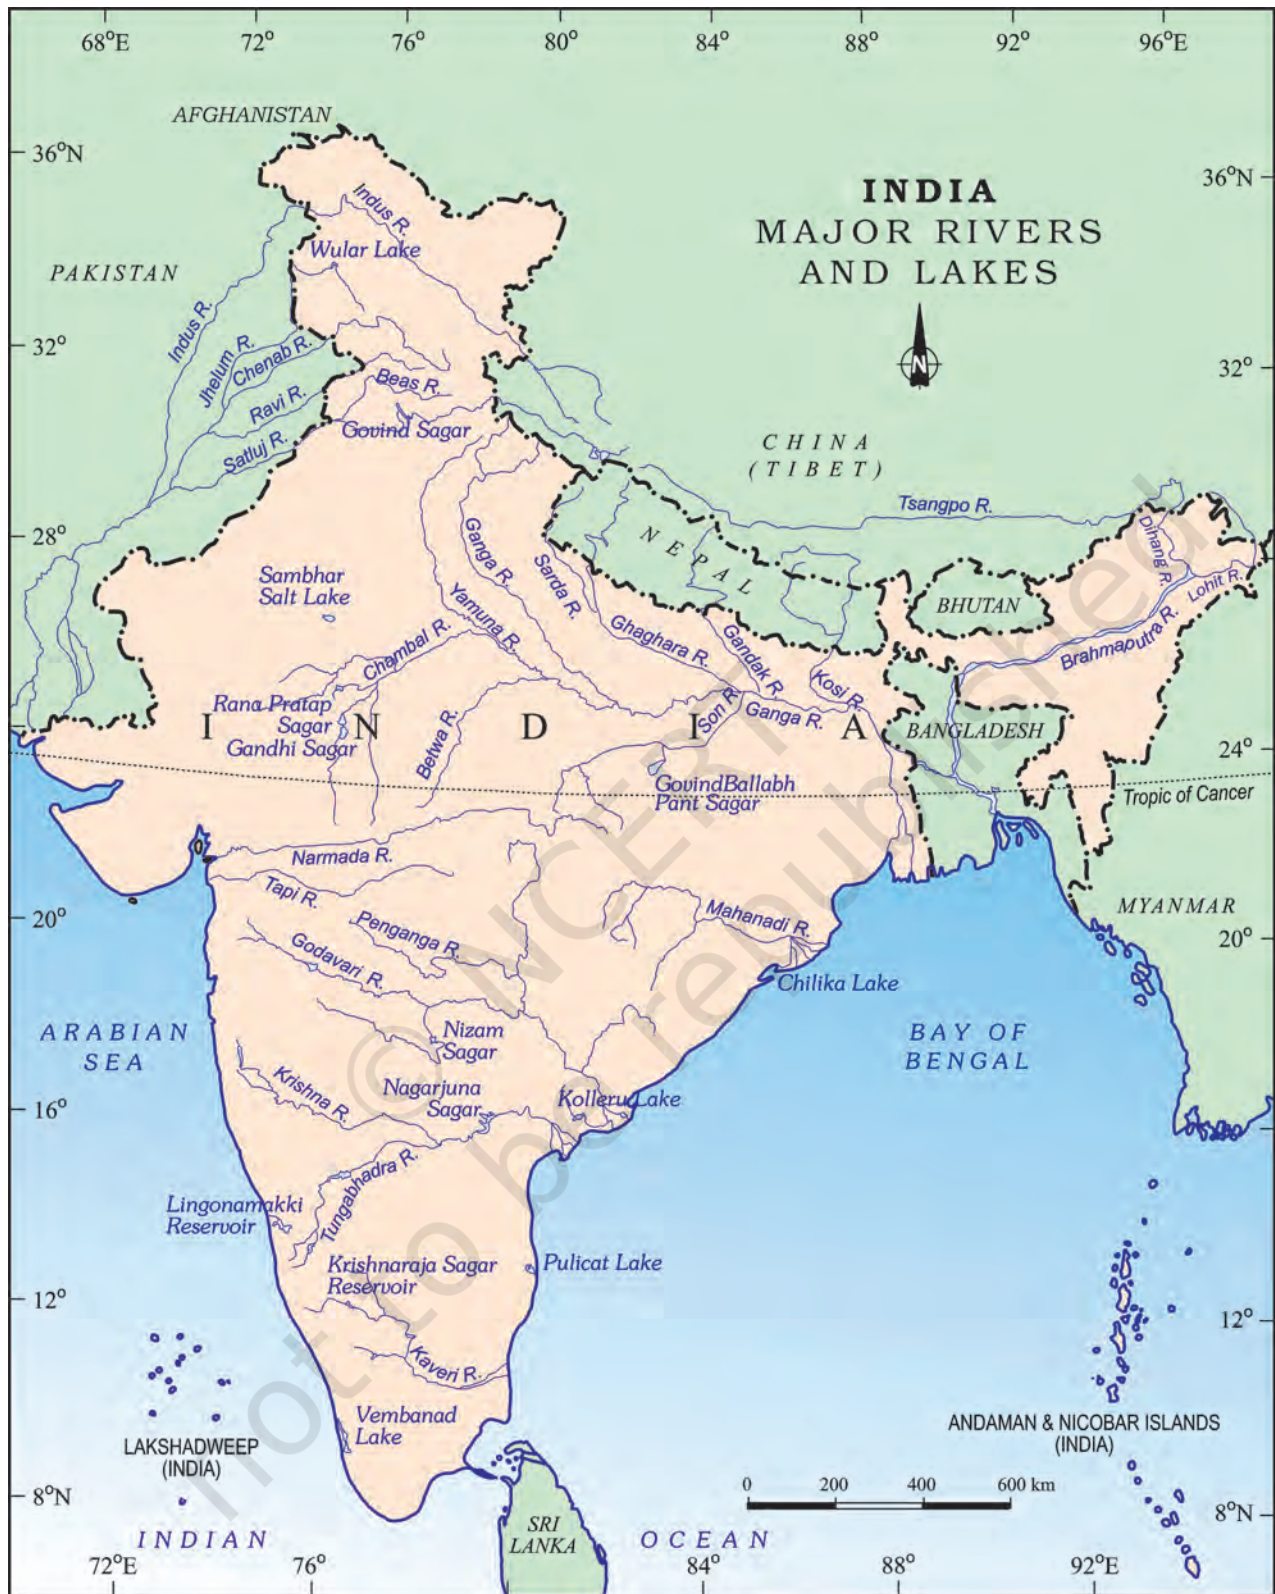 68°E 72° 76° 80° 84° 88° 92° 96°E
AFGHANISTAN
36°N
36°N
INDIA
MAJOR RIVERS
AND LAKES
N
Indus R.
Wular Lake
PAKISTAN
Indus R.
32°
32°
Jhelum R.
Chenab R.
Ravi R.
Satluj R.
Beas R.
Govind Sagar
CHINA
(TIBET)
Tsangpo R.
Dihang R.
Lohit R.
Brahmaputra R.
28°
NEPAL
BHUTAN
Ganga R.
Sarda R.
Sambhar
Salt Lake
Yamuna R.
Chambal R.
Ghaghara R.
Gandak R.
Kosi R.
Rana Pratap
Sagar
Gandhi Sagar
Betwa R.
Son R.
Ganga R.
I N D I A
BANGLADESH
24°
GovindBallabh
Pant Sagar
Tropic of Cancer
Narmada R.
Tapi R.
Penganga R.
Godavari R.
Mahanadi R.
MYANMAR
20°
20°
Chilika Lake
ARABIAN
SEA
BAY OF
BENGAL
Nizam
Sagar
Krishna R.
Nagarjuna
Sagar
Kolleru Lake
16°
Tungabhadra R.
Lingonamakki
Reservoir
Krishnaraja Sagar
Reservoir
Pulicat Lake
12°
12°
Kaveri R.
Vembanad
Lake
LAKSHADWEEP
(INDIA)
ANDAMAN & NICOBAR ISLANDS
(INDIA)
0 200 400 600 km
8°N
8°N
SRI
LANKA
INDIAN OCEAN
72°E 76° 84° 88° 92°E
© NCERT
not to be republished